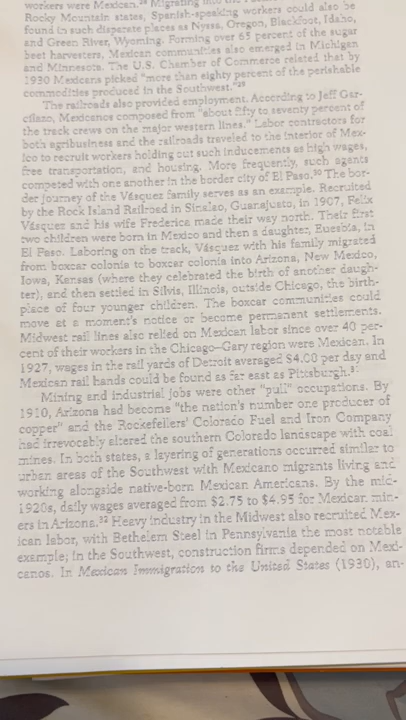 workers were Mexican.²⁸ Migrating into the
Rocky Mountain states, Spanish-speaking workers could also be
found in such disparate places as Nyssa, Oregon, Blackfoot, Idaho,
and Green River, Wyoming. Forming over 65 percent of the sugar
beet harvesters, Mexican communities also emerged in Michigan
and Minnesota. The U.S. Chamber of Commerce related that by
1930 Mexicans picked "more than eighty percent of the perishable
commodities produced in the Southwest."²⁹
The railroads also provided employment. According to Jeff Gar-
cilazo, Mexicanos composed from "about fifty to seventy percent of
the track crews on the major western lines." Labor contractors for
both agribusiness and the railroads traveled to the interior of Mex-
ico to recruit workers holding out such inducements as high wages,
free transportation, and housing. More frequently, such agents
competed with one another in the border city of El Paso.³⁰ The bor-
der journey of the Vásquez family serves as an example. Recruited
by the Rock Island Railroad in Sinaloa, Guanajuato, in 1907, Felix
Vásquez and his wife Frederica made their way north. Their first
two children were born in Mexico and then a daughter, Eusebia, in
El Paso. Laboring on the track, Vásquez with his family migrated
from boxcar colonia to boxcar colonia into Arizona, New Mexico,
Iowa, Kansas (where they celebrated the birth of another daugh-
ter), and then settled in Silvis, Illinois, outside Chicago, the birth-
place of four younger children. The boxcar communities could
move at a moment's notice or become permanent settlements.
Midwest rail lines also relied on Mexican labor since over 40 per-
cent of their workers in the Chicago–Gary region were Mexican. In
1927, wages in the rail yards of Detroit averaged $4.00 per day and
Mexican rail hands could be found as far east as Pittsburgh.³¹
Mining and industrial jobs were other "pull" occupations. By
1910, Arizona had become "the nation's number one producer of
copper" and the Rockefellers' Colorado Fuel and Iron Company
had irrevocably altered the southern Colorado landscape with coal
mines. In both states, a layering of generations occurred similar to
urban areas of the Southwest with Mexicano migrants living and
working alongside native-born Mexican Americans. By the mid-
1920s, daily wages averaged from $2.75 to $4.95 for Mexican min-
ers in Arizona.³² Heavy industry in the Midwest also recruited Mex-
ican labor, with Bethelem Steel in Pennsylvania the most notable
example; in the Southwest, construction firms depended on Mexi-
canos. In Mexican Immigration to the United States (1930), an-